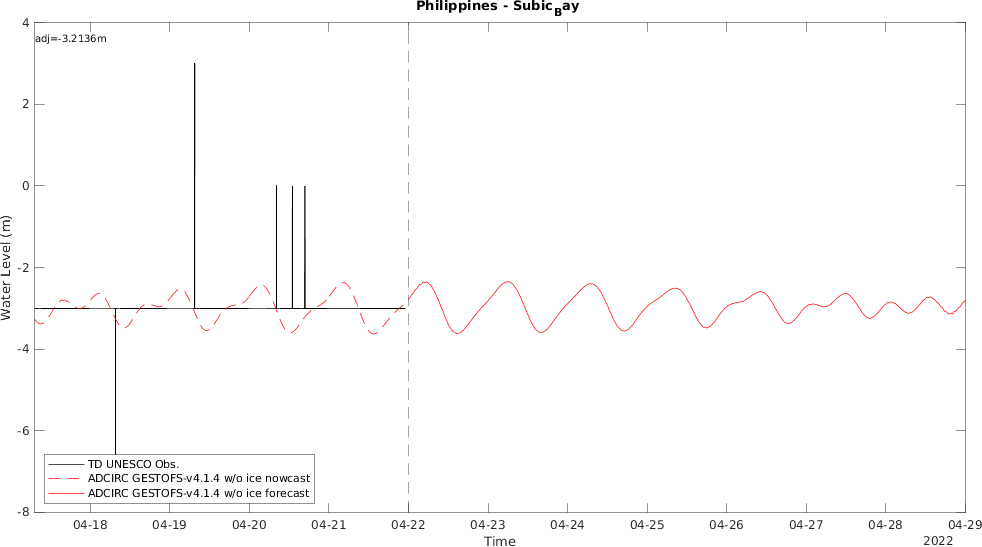 Philippines - Subic_Bay
adj=-3.2136m
4
2
0
-2
-4
-6
-8
Water Level (m)
TD UNESCO Obs.
ADCIRC GESTOFS-v4.1.4 w/o ice nowcast
ADCIRC GESTOFS-v4.1.4 w/o ice forecast
04-18 04-19 04-20 04-21 04-22 04-23 04-24 04-25 04-26 04-27 04-28 04-29
Time
2022